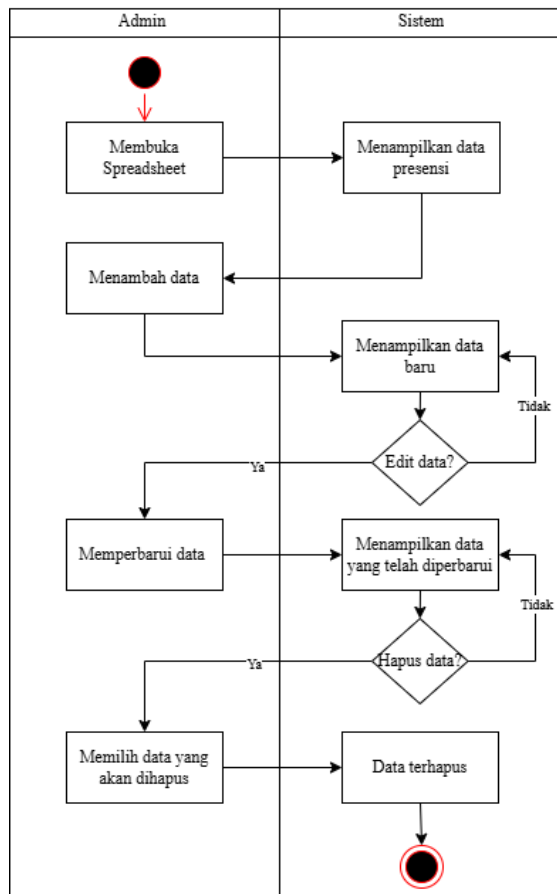 Admin
Sistem
Membuka
Spreadsheet
Menampilkan data
presensi
Menambah data
Menampilkan data
baru
Tidak
Edit data?
Ya
Memperbarui data
Menampilkan data
yang telah diperbarui
Tidak
Hapus data?
Ya
Memilih data yang
akan dihapus
Data terhapus